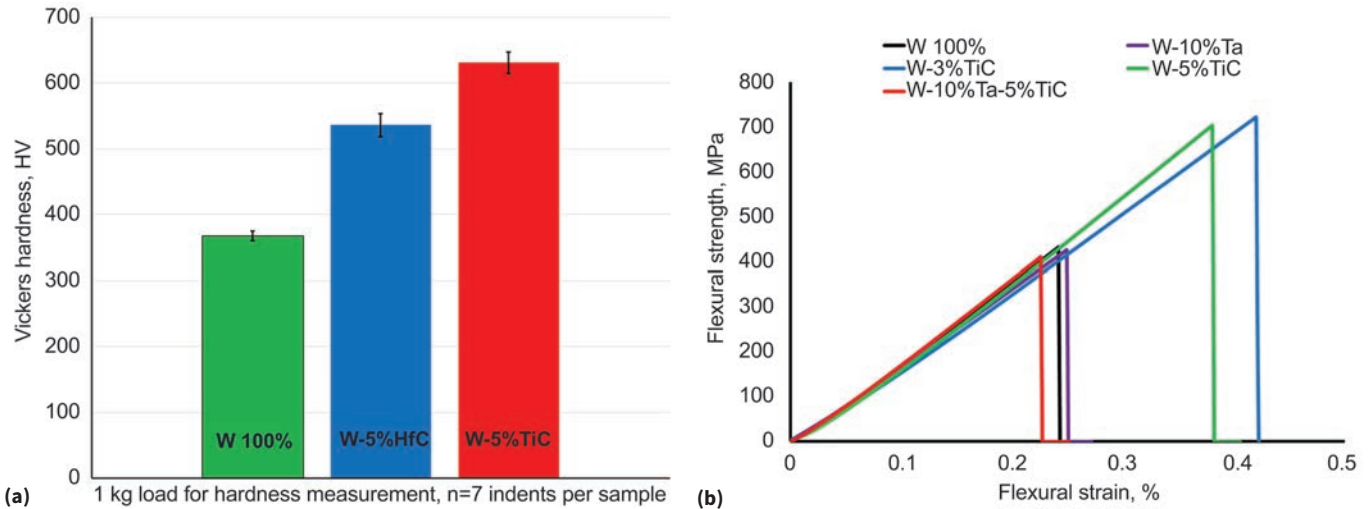 700
600
500
400
300
200
100
0
Vickers hardness, HV
W 100%
W-5%HfC
W-5%TiC
(a)
1 kg load for hardness measurement, n=7 indents per sample
W 100%
W-10%Ta
W-3%TiC
W-5%TiC
W-10%Ta-5%TiC
800
700
600
500
400
300
200
100
0
Flexural strength, MPa
0 0.1 0.2 0.3 0.4 0.5
Flexural strain, %
(b)